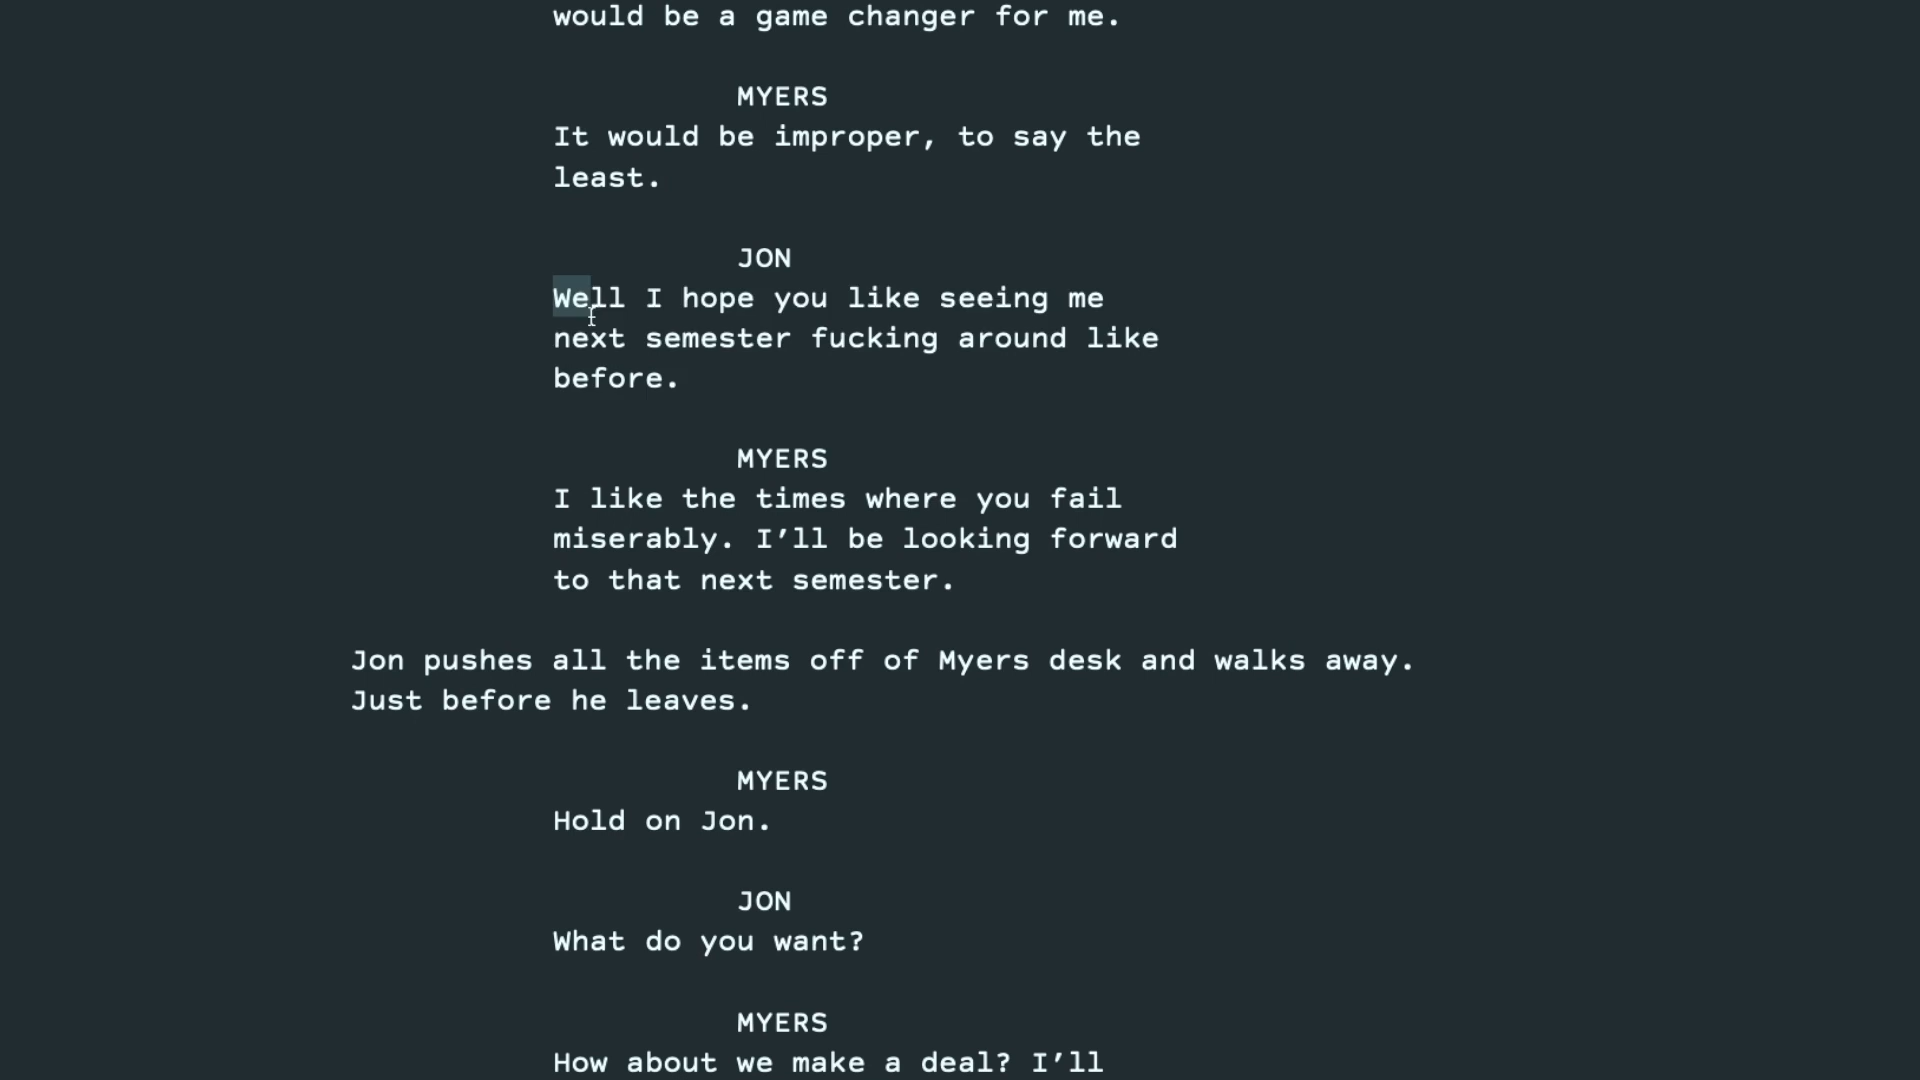 would be a game changer for me.
MYERS
It would be improper, to say the
least.
JON
Well I hope you like seeing me
next semester fucking around like
before.
MYERS
I like the times where you fail
miserably. I’ll be looking forward
to that next semester.
Jon pushes all the items off of Myers desk and walks away.
Just before he leaves.
MYERS
Hold on Jon.
JON
What do you want?
MYERS
How about we make a deal? I’ll